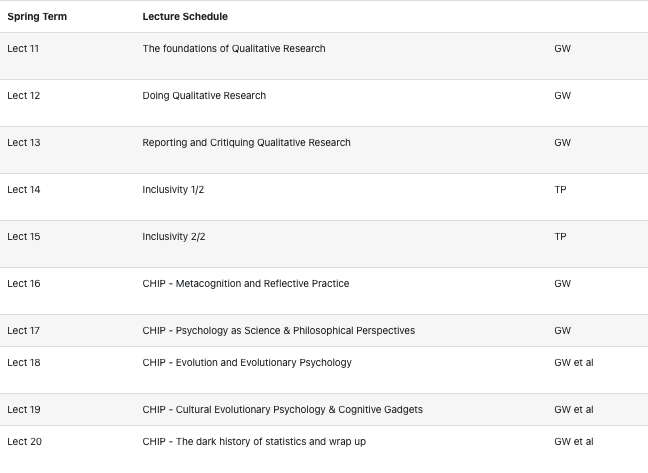 Spring Term Lecture Schedule
Lect 11 The foundations of Qualitative Research GW
Lect 12 Doing Qualitative Research GW
Lect 13 Reporting and Critiquing Qualitative Research GW
Lect 14 Inclusivity 1/2 TP
Lect 15 Inclusivity 2/2 TP
Lect 16 CHIP - Metacognition and Reflective Practice GW
Lect 17 CHIP - Psychology as Science & Philosophical Perspectives GW
Lect 18 CHIP - Evolution and Evolutionary Psychology GW et al
Lect 19 CHIP - Cultural Evolutionary Psychology & Cognitive Gadgets GW et al
Lect 20 CHIP - The dark history of statistics and wrap up GW et al